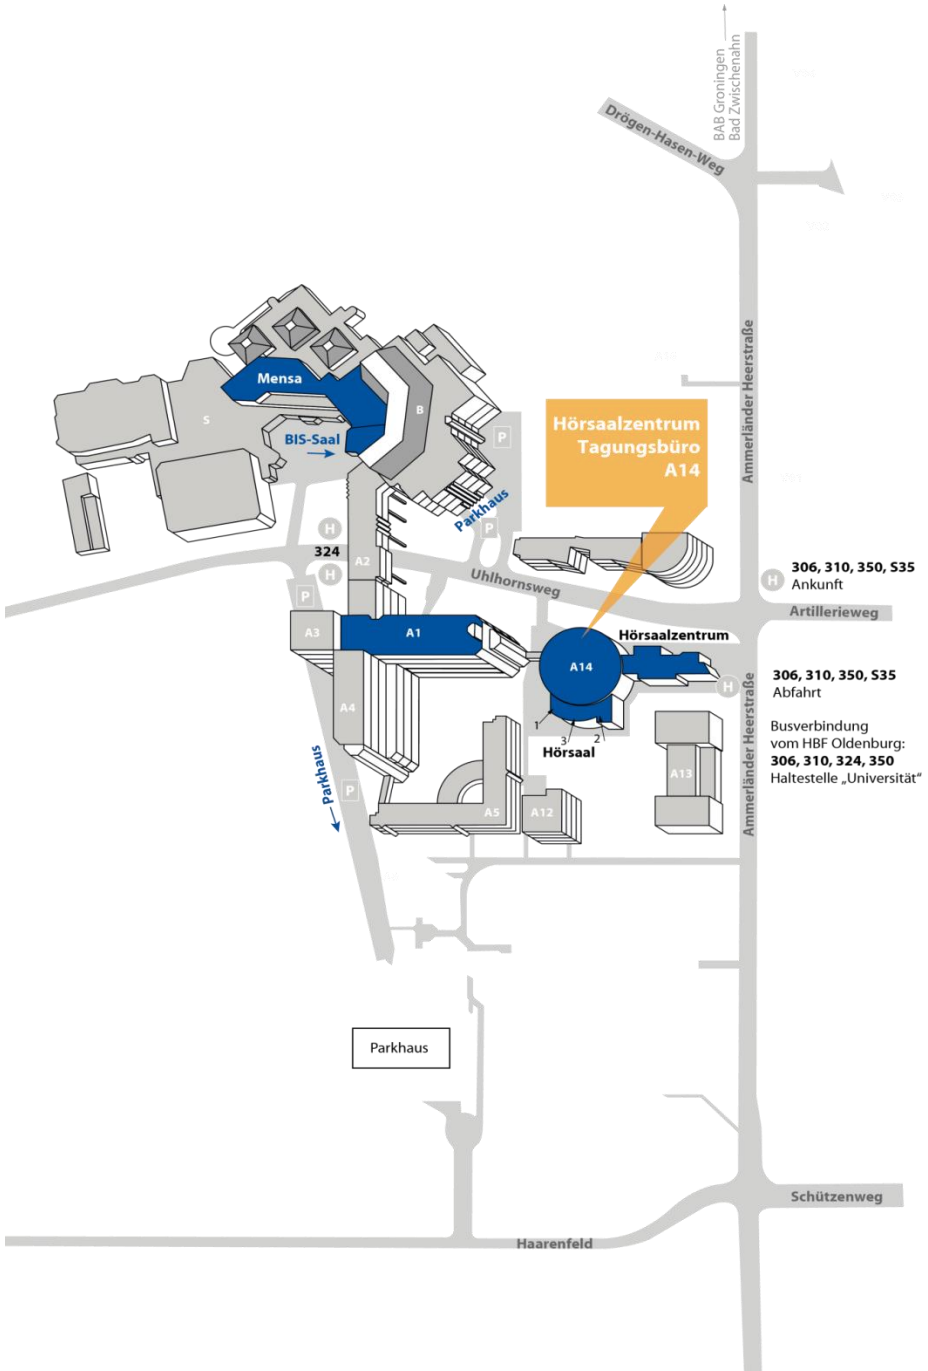 BAB Groningen
Bad Zwischenahn
Drögen-Hasen-Weg
Ammerländer Heerstraße
Mensa
S
B
BIS-Saal
P
Hörsaalzentrum
Tagungsbüro
A14
Parkhaus
P
H
324
H
A2
Uhlhornsweg
306, 310, 350, S35
H
Ankunft
Artillerieweg
P
A3
A1
Hörsaalzentrum
A14
306, 310, 350, S35
H
Abfahrt
A4
1
3
2
Hörsaal
Busverbindung
vom HBF Oldenburg:
306, 310, 324, 350
Haltestelle „Universität“
Ammerländer Heerstraße
A13
Parkhaus
P
A5
A12
Parkhaus
Schützenweg
Haarenfeld